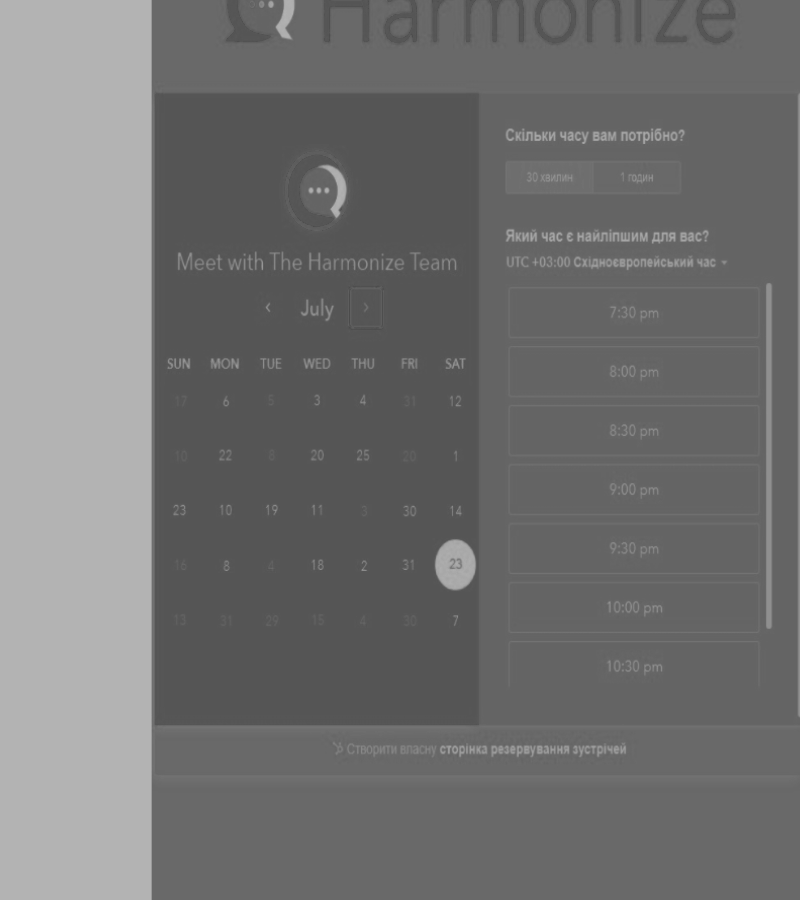 Harmonize
Meet with The Harmonize Team
July
SUN MON TUE WED THU FRI SAT
17 6 5 3 4 31 12
10 22 8 20 25 20 1
23 10 19 11 3 30 14
16 8 4 18 2 31 23
13 31 29 15 4 30 7
Скільки часу вам потрібно?
30 хвилин 1 годин
Який час є найліпшим для вас?
UTC +03:00 Східноєвропейський час
7:30 pm
8:00 pm
8:30 pm
9:00 pm
9:30 pm
10:00 pm
10:30 pm
Створити власну сторінка резервування зустрічей